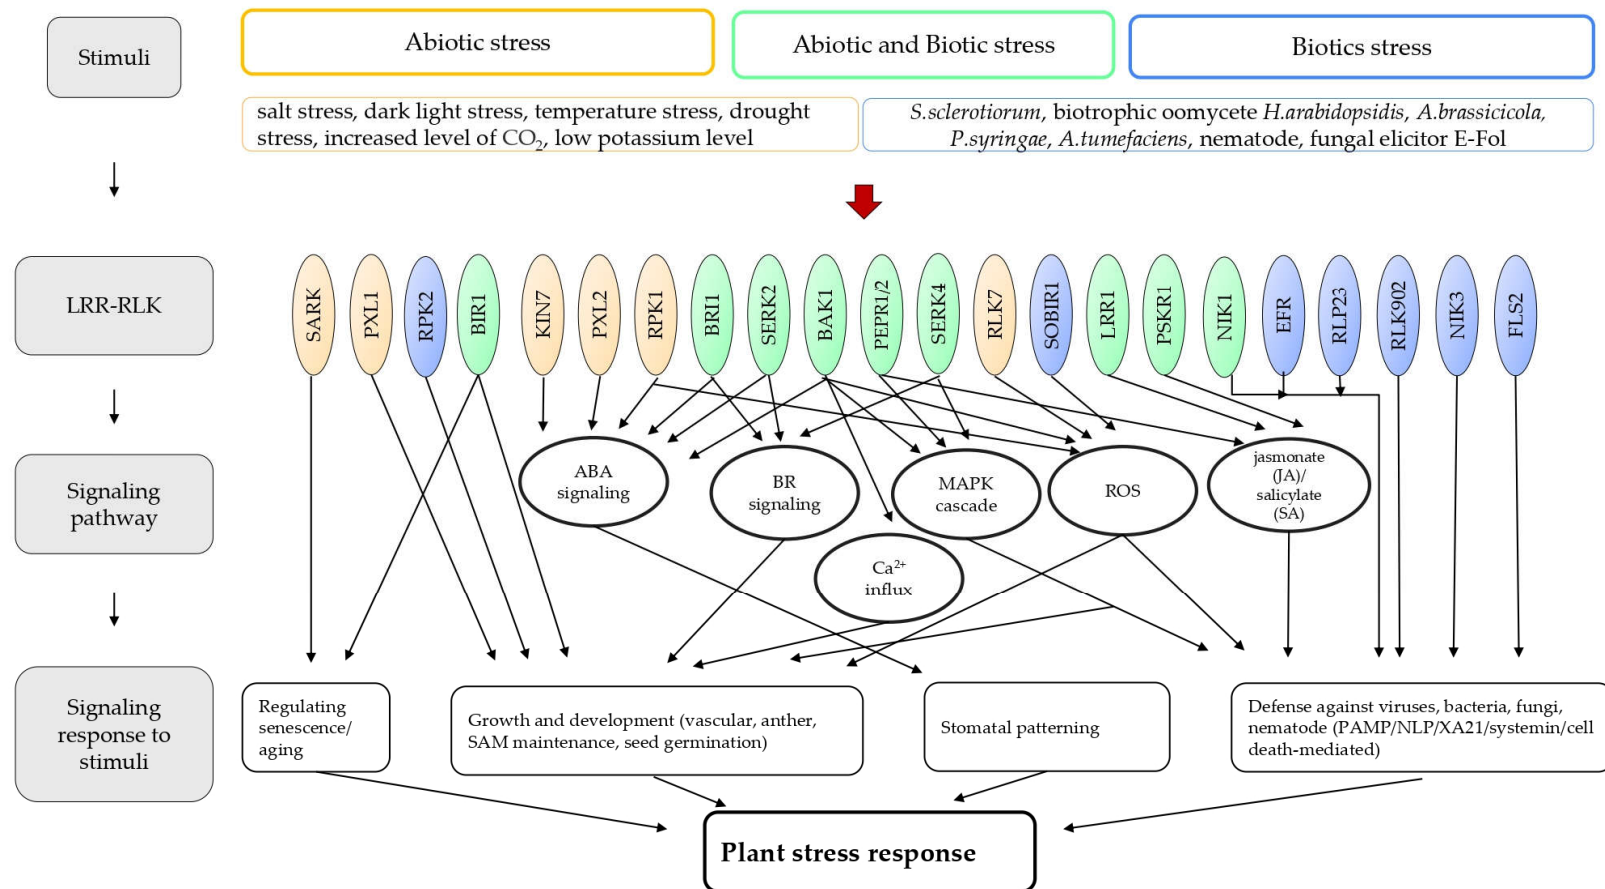 Stimuli
Abiotic stress
Abiotic and Biotic stress
Biotics stress
salt stress, dark light stress, temperature stress, drought
stress, increased level of CO₂, low potassium level
S.sclerotiorum, biotrophic oomycete H.arabidopsidis, A.brassicicola,
P.syringae, A.tumefaciens, nematode, fungal elicitor E-Fol
LRR-RLK
SARK
PXL1
RPK2
BIR1
KIN7
PXL2
RPK1
BRI1
SERK2
BAK1
PEPR1/2
SERK4
RLK7
SOBIR1
LRR1
PSKR1
NIK1
EFR
RLP23
RLK902
NIK3
FLS2
Signaling
pathway
ABA
signaling
BR
signaling
MAPK
cascade
ROS
jasmonate
(JA)/
salicylate
(SA)
Ca²⁺
influx
Signaling
response to
stimuli
Regulating
senescence/
aging
Growth and development (vascular, anther,
SAM maintenance, seed germination)
Stomatal patterning
Defense against viruses, bacteria, fungi,
nematode (PAMP/NLP/XA21/systemin/cell
death-mediated)
Plant stress response